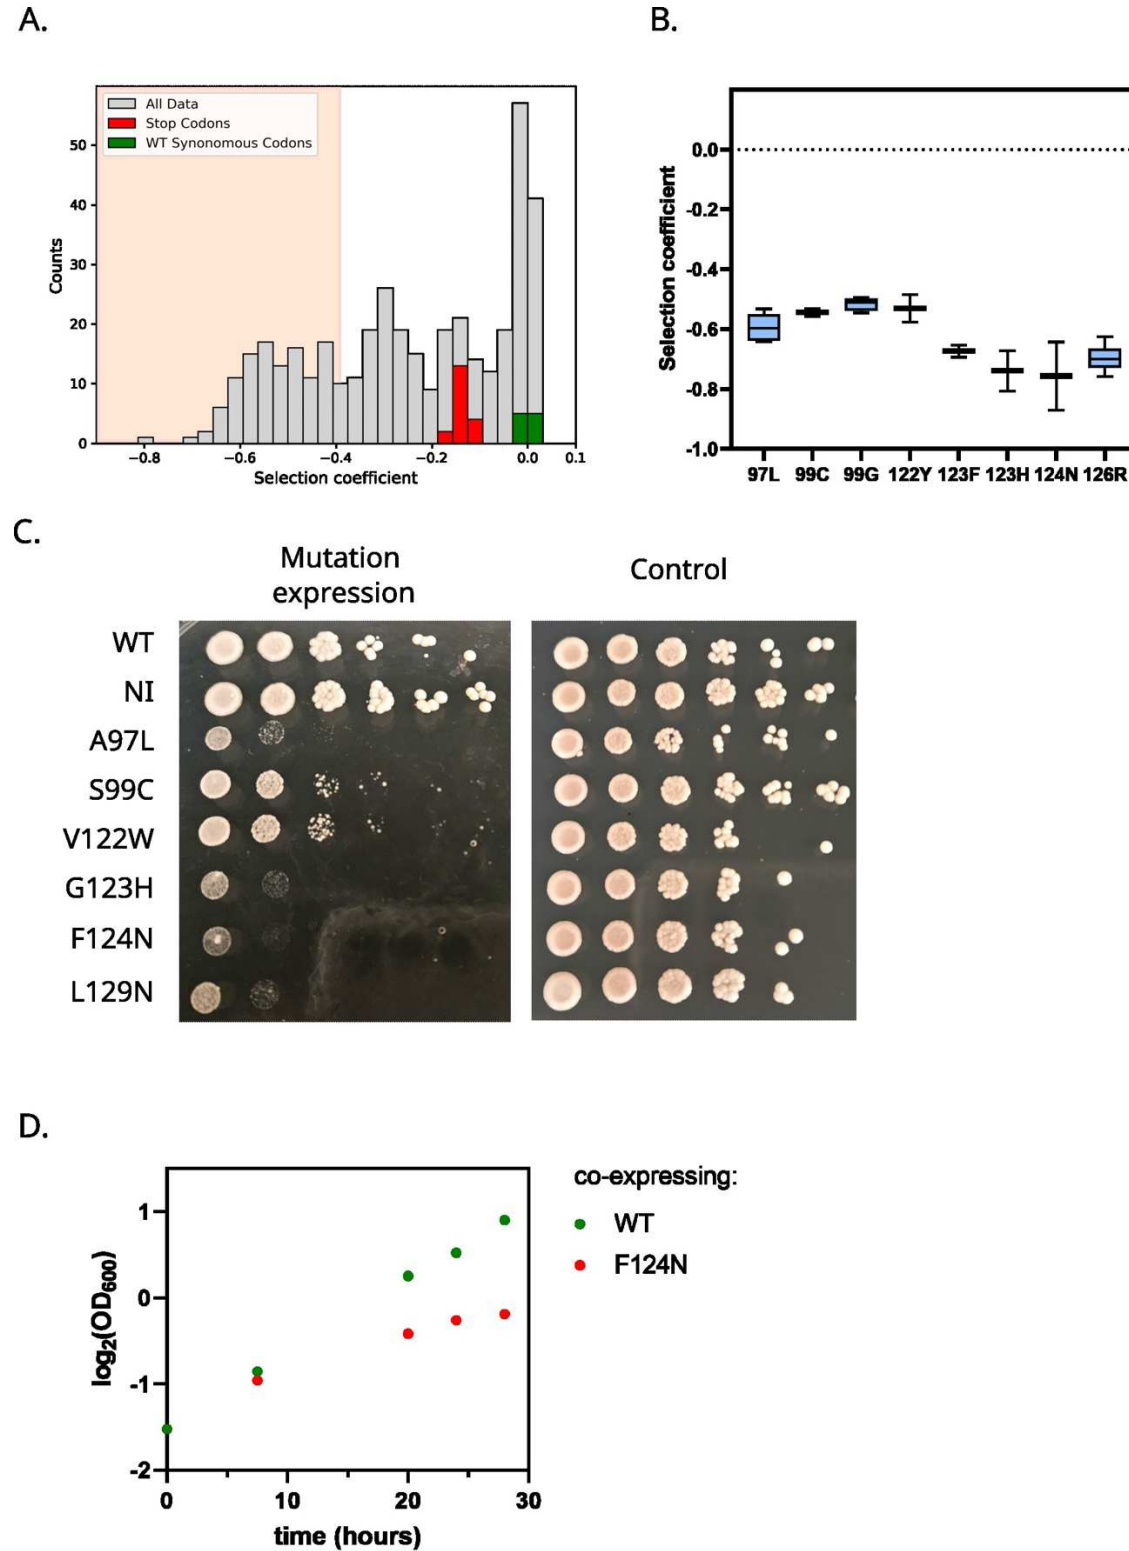 A.
All Data
Stop Codons
WT Synonomous Codons
Counts
50
40
30
20
10
0
−0.8 −0.6 −0.4 −0.2 0.0 0.1
Selection coefficient
B.
Selection coefficient
0.0
-0.2
-0.4
-0.6
-0.8
-1.0
97L 99C 99G 122Y 123F 123H 124N 126R
C.
Mutation
expression
Control
WT
NI
A97L
S99C
V122W
G123H
F124N
L129N
D.
log2(OD600)
1
0
-1
-2
0 10 20 30
time (hours)
co-expressing:
WT
F124N